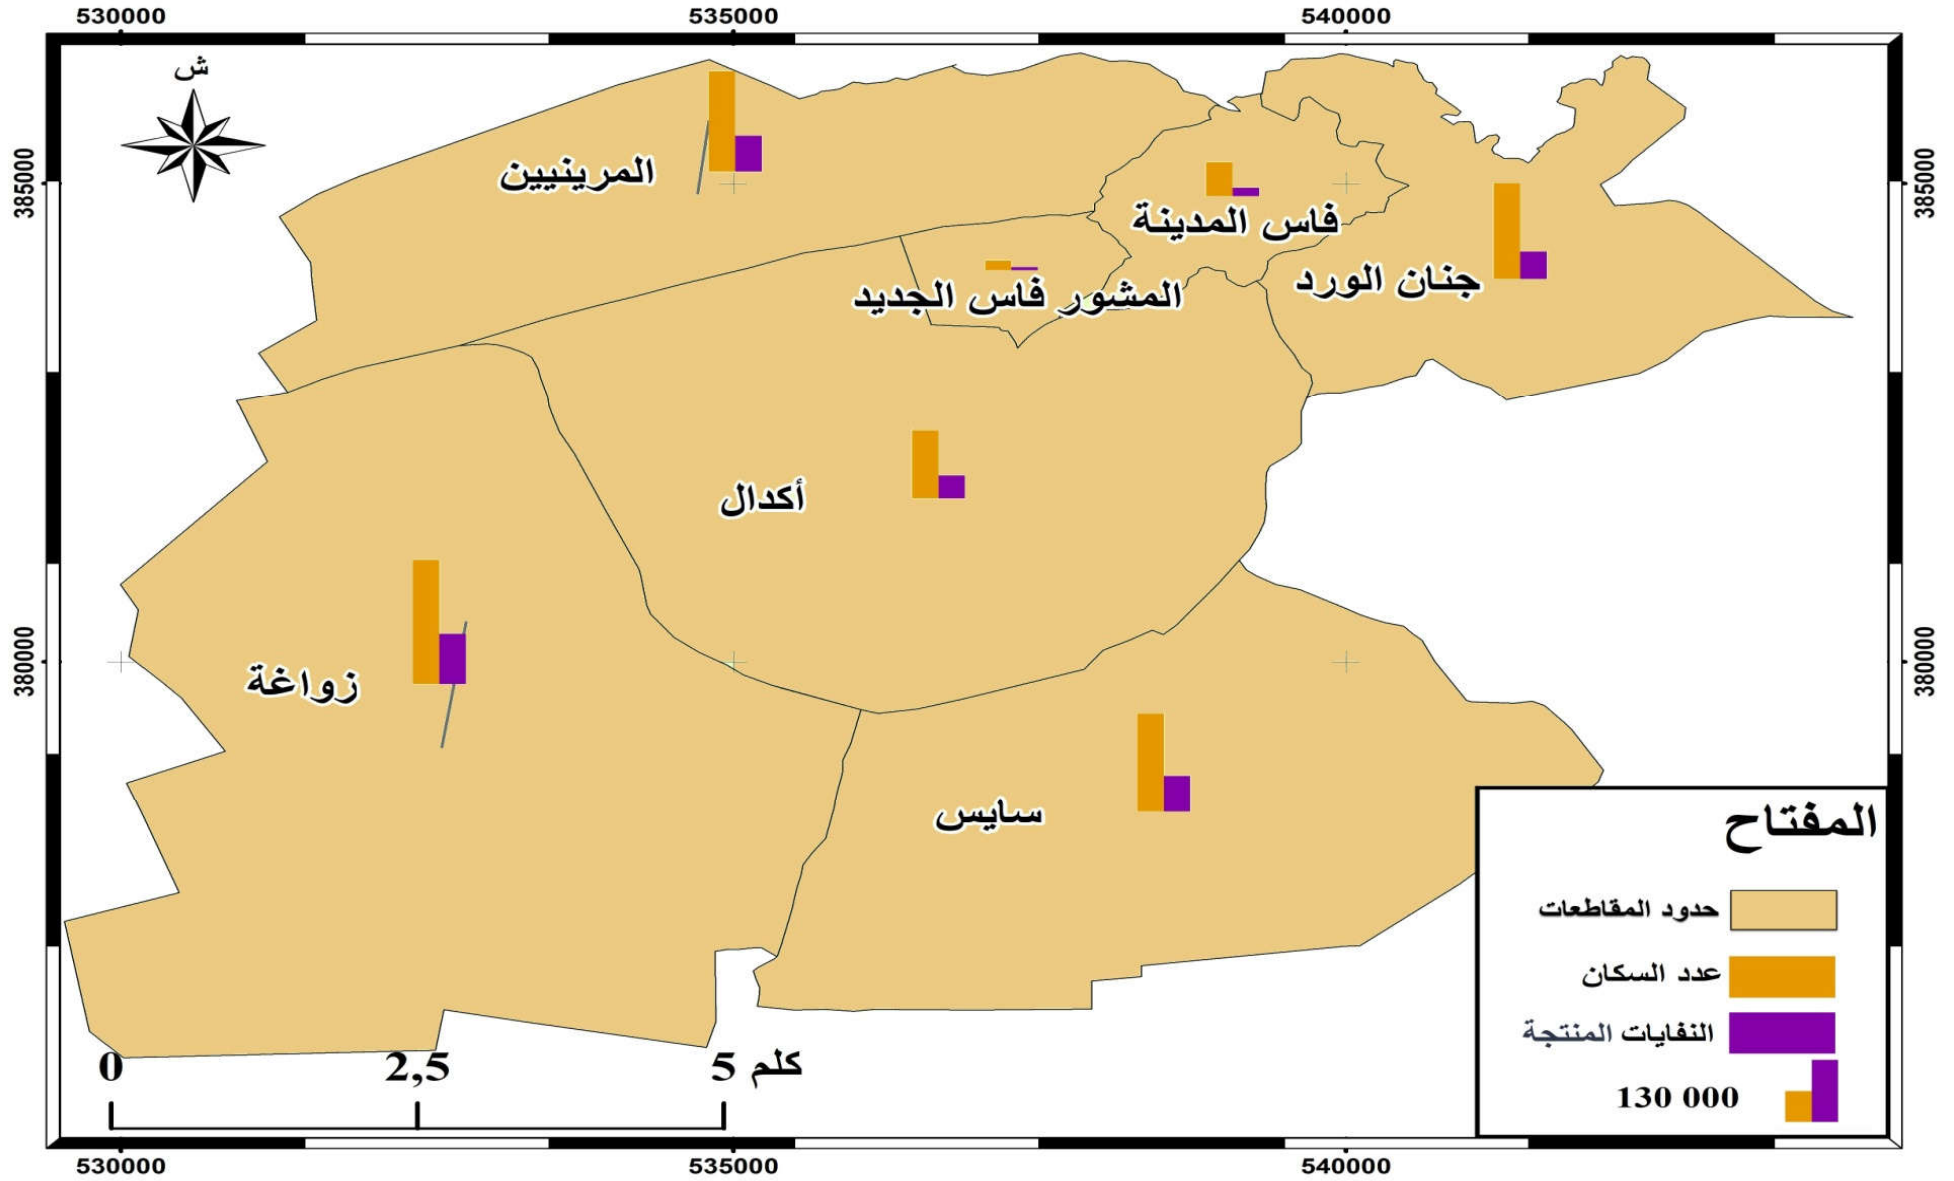 530000 535000 540000
ش
385000
385000
المرينيين
فاس المدينة
جنان الورد
المشور فاس الجديد
أكدال
380000
380000
زواغة
سايس
المفتاح
حدود المقاطعات
عدد السكان
النفايات المنتجة
130 000
0 2,5 5 كلم
530000 535000 540000